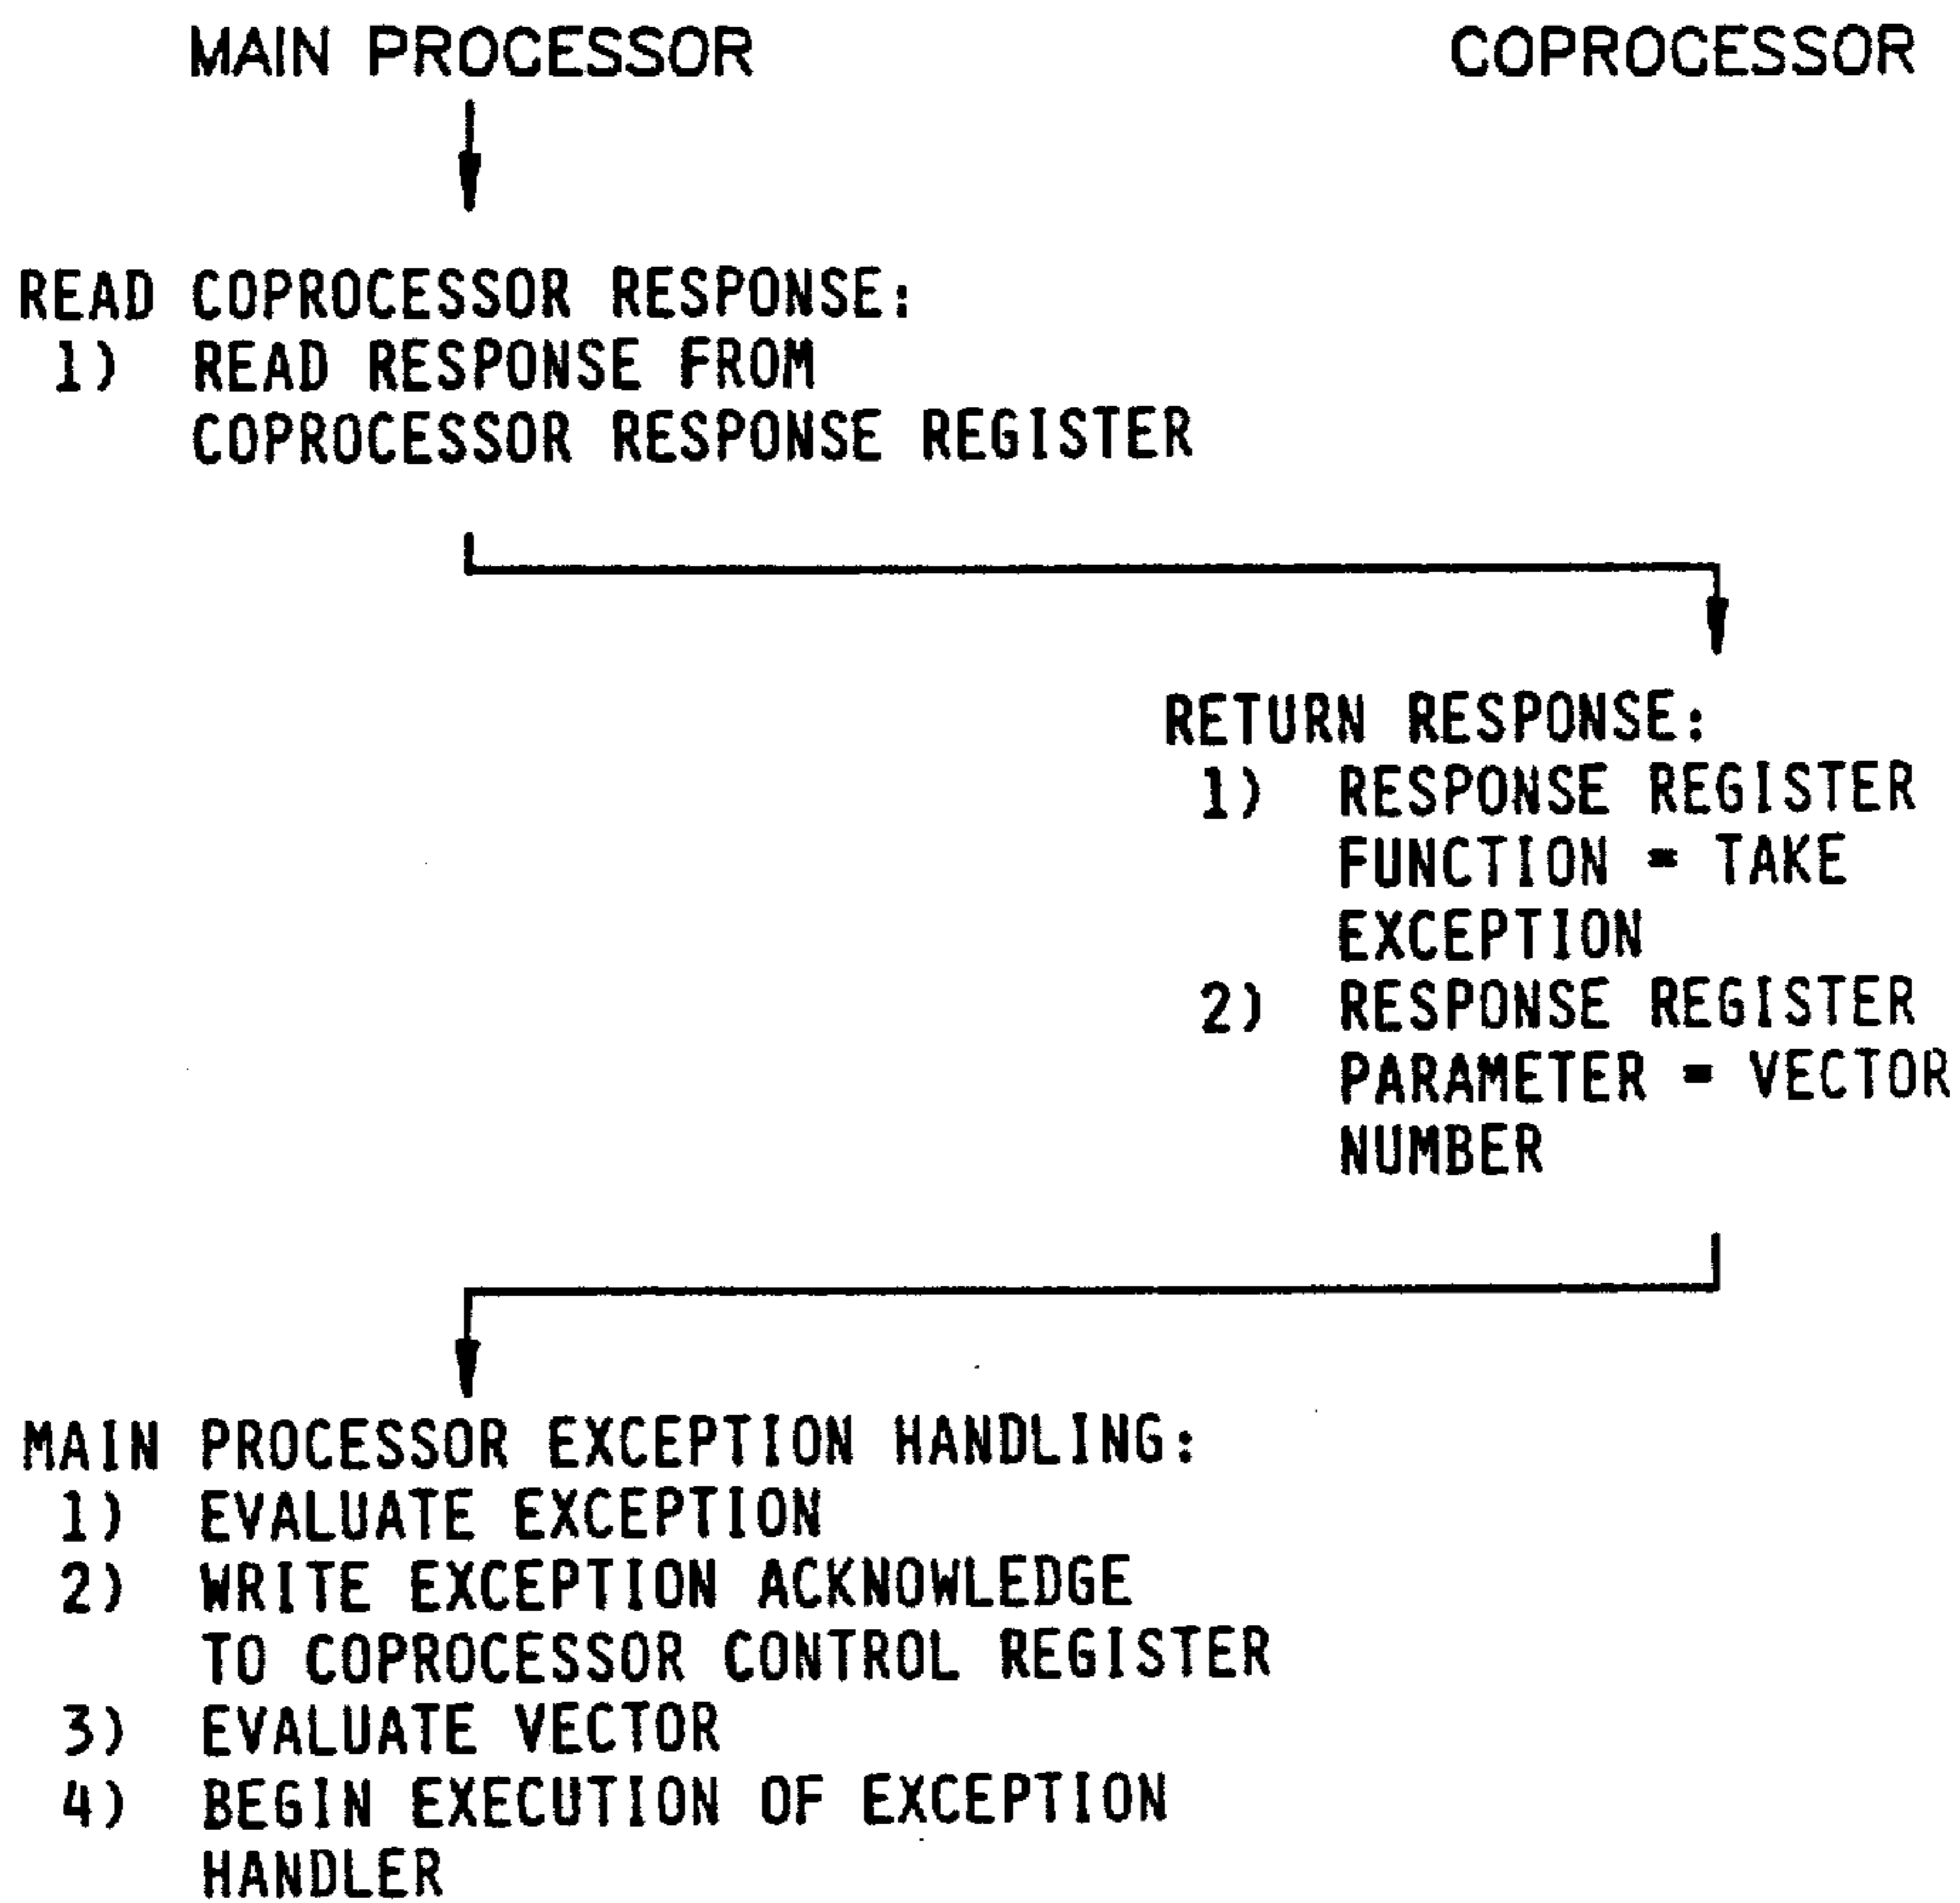 MAIN PROCESSOR
COPROCESSOR
READ COPROCESSOR RESPONSE:
1) READ RESPONSE FROM
COPROCESSOR RESPONSE REGISTER
RETURN RESPONSE:
1) RESPONSE REGISTER
FUNCTION = TAKE
EXCEPTION
2) RESPONSE REGISTER
PARAMETER = VECTOR
NUMBER
MAIN PROCESSOR EXCEPTION HANDLING:
1) EVALUATE EXCEPTION
2) WRITE EXCEPTION ACKNOWLEDGE
TO COPROCESSOR CONTROL REGISTER
3) EVALUATE VECTOR
4) BEGIN EXECUTION OF EXCEPTION
HANDLER